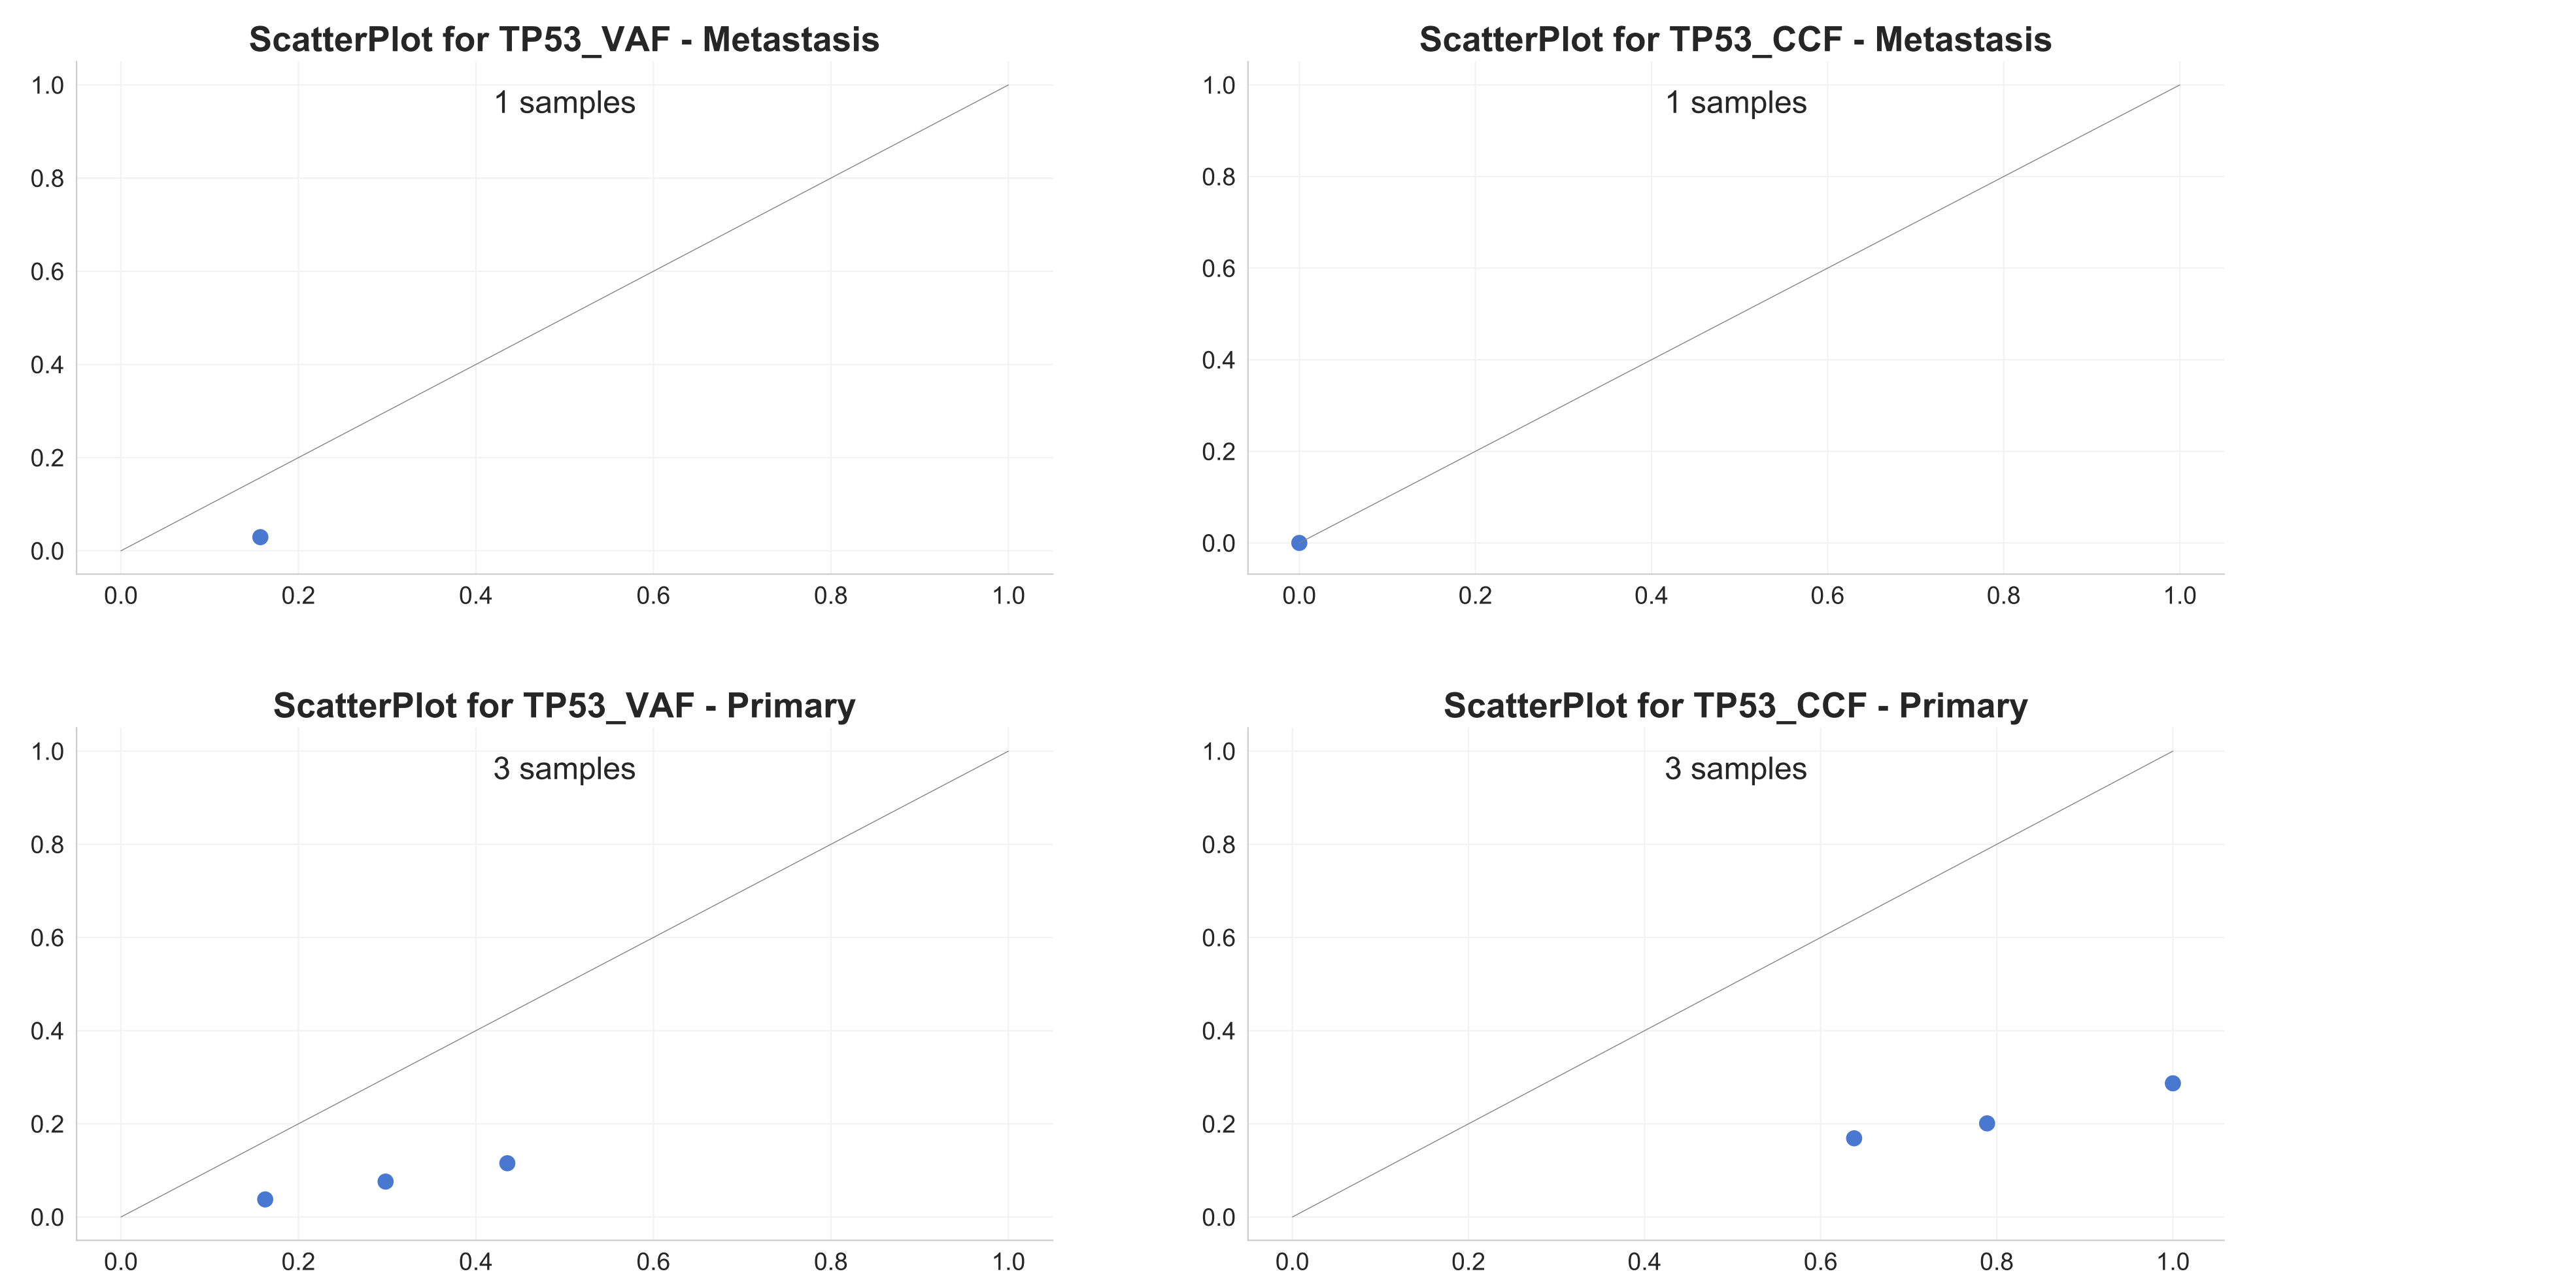 ScatterPlot for TP53_VAF - Metastasis
1 samples
1.0
0.8
0.6
0.4
0.2
0.0
0.0 0.2 0.4 0.6 0.8 1.0
ScatterPlot for TP53_CCF - Metastasis
1 samples
1.0
0.8
0.6
0.4
0.2
0.0
0.0 0.2 0.4 0.6 0.8 1.0
ScatterPlot for TP53_VAF - Primary
3 samples
1.0
0.8
0.6
0.4
0.2
0.0
0.0 0.2 0.4 0.6 0.8 1.0
ScatterPlot for TP53_CCF - Primary
3 samples
1.0
0.8
0.6
0.4
0.2
0.0
0.0 0.2 0.4 0.6 0.8 1.0